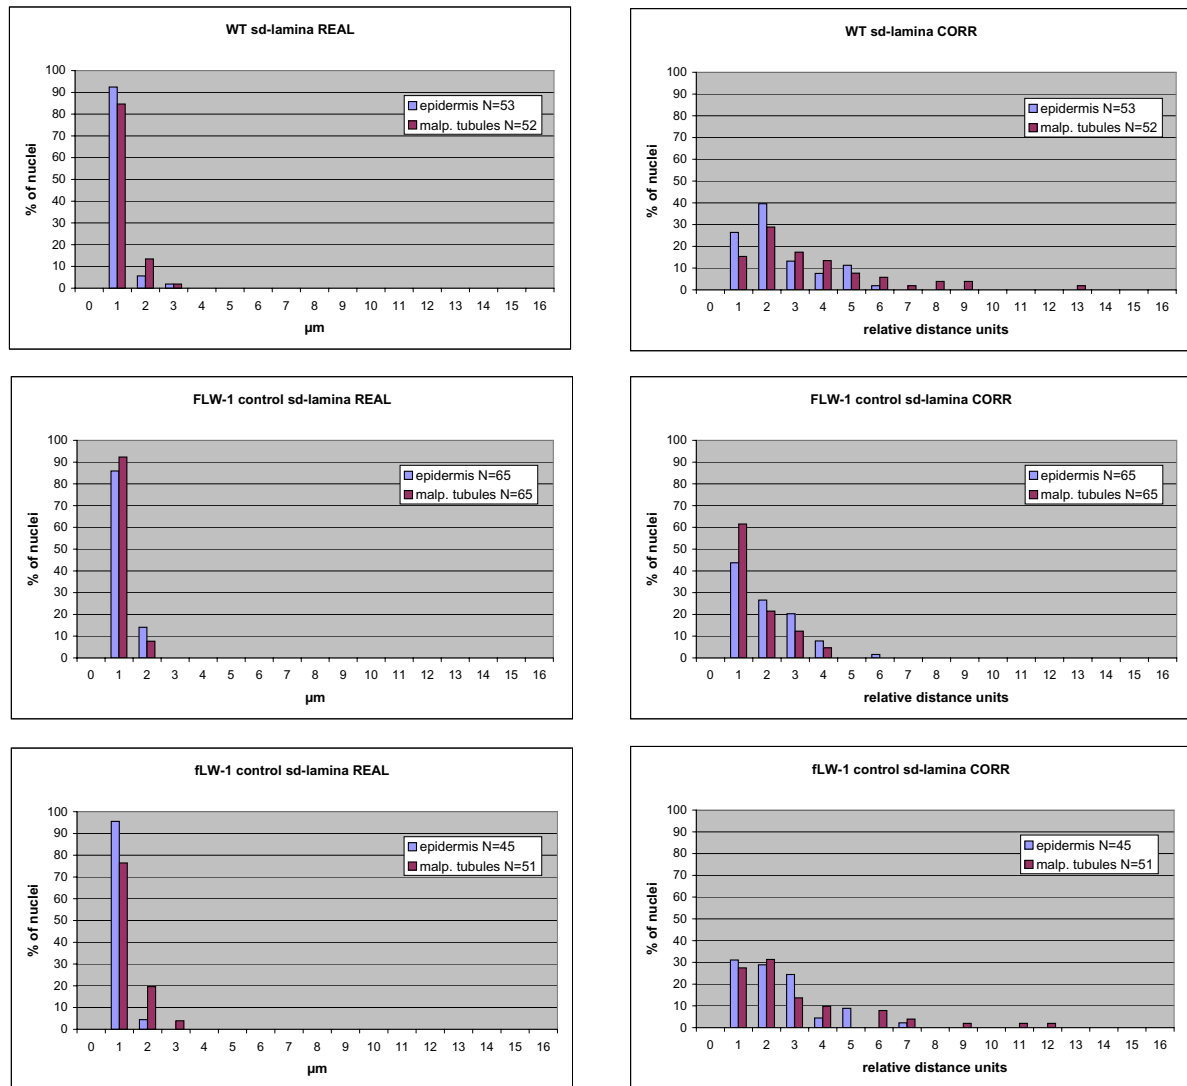 WT sd-lamina REAL
100
90
80
70
60
50
40
30
20
10
0
% of nuclei
epidermis N=53
malp. tubules N=52
0 1 2 3 4 5 6 7 8 9 10 11 12 13 14 15 16
µm
WT sd-lamina CORR
100
90
80
70
60
50
40
30
20
10
0
% of nuclei
epidermis N=53
malp. tubules N=52
0 1 2 3 4 5 6 7 8 9 10 11 12 13 14 15 16
relative distance units
FLW-1 control sd-lamina REAL
100
90
80
70
60
50
40
30
20
10
0
% of nuclei
epidermis N=65
malp. tubules N=65
0 1 2 3 4 5 6 7 8 9 10 11 12 13 14 15 16
µm
FLW-1 control sd-lamina CORR
100
90
80
70
60
50
40
30
20
10
0
% of nuclei
epidermis N=65
malp. tubules N=65
0 1 2 3 4 5 6 7 8 9 10 11 12 13 14 15 16
relative distance units
fLW-1 control sd-lamina REAL
100
90
80
70
60
50
40
30
20
10
0
% of nuclei
epidermis N=45
malp. tubules N=51
0 1 2 3 4 5 6 7 8 9 10 11 12 13 14 15 16
µm
fLW-1 control sd-lamina CORR
100
90
80
70
60
50
40
30
20
10
0
% of nuclei
epidermis N=45
malp. tubules N=51
0 1 2 3 4 5 6 7 8 9 10 11 12 13 14 15 16
relative distance units